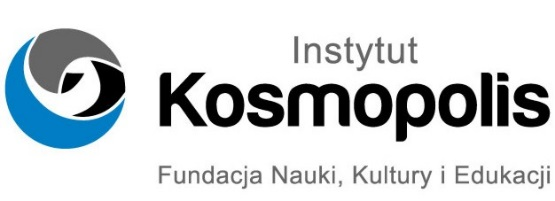 Instytut
Kosmopolis
Fundacja Nauki, Kultury i Edukacji